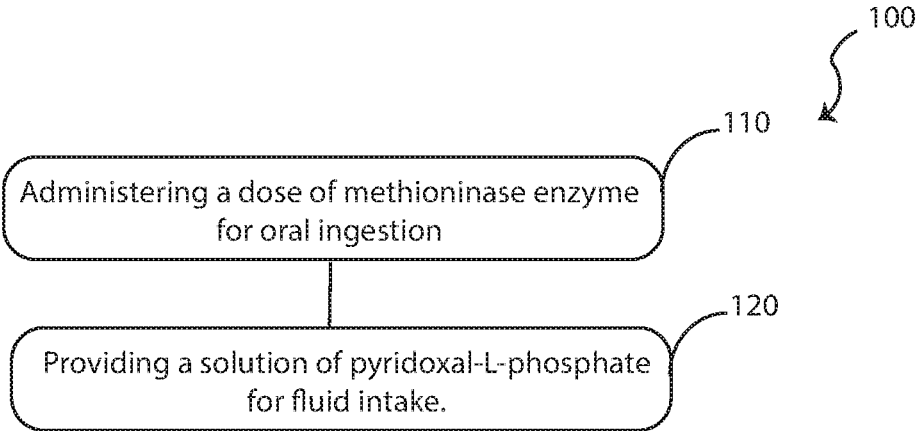 100
110
Administering a dose of methioninase enzyme
for oral ingestion
120
Providing a solution of pyridoxal-L-phosphate
for fluid intake.